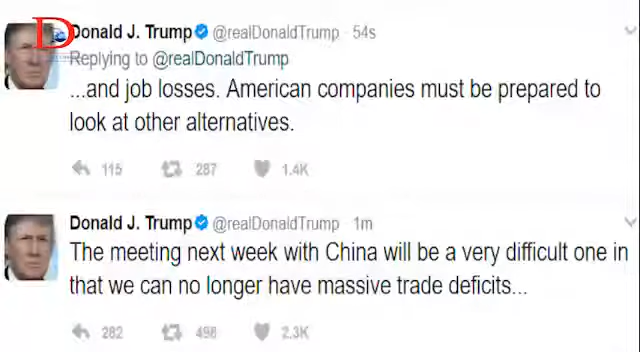 Donald J. Trump @realDonaldTrump · 54s
Replying to @realDonaldTrump
...and job losses. American companies must be prepared to
look at other alternatives.
115 287 1.4K
Donald J. Trump @realDonaldTrump · 1m
The meeting next week with China will be a very difficult one in
that we can no longer have massive trade deficits...
282 498 2.3K